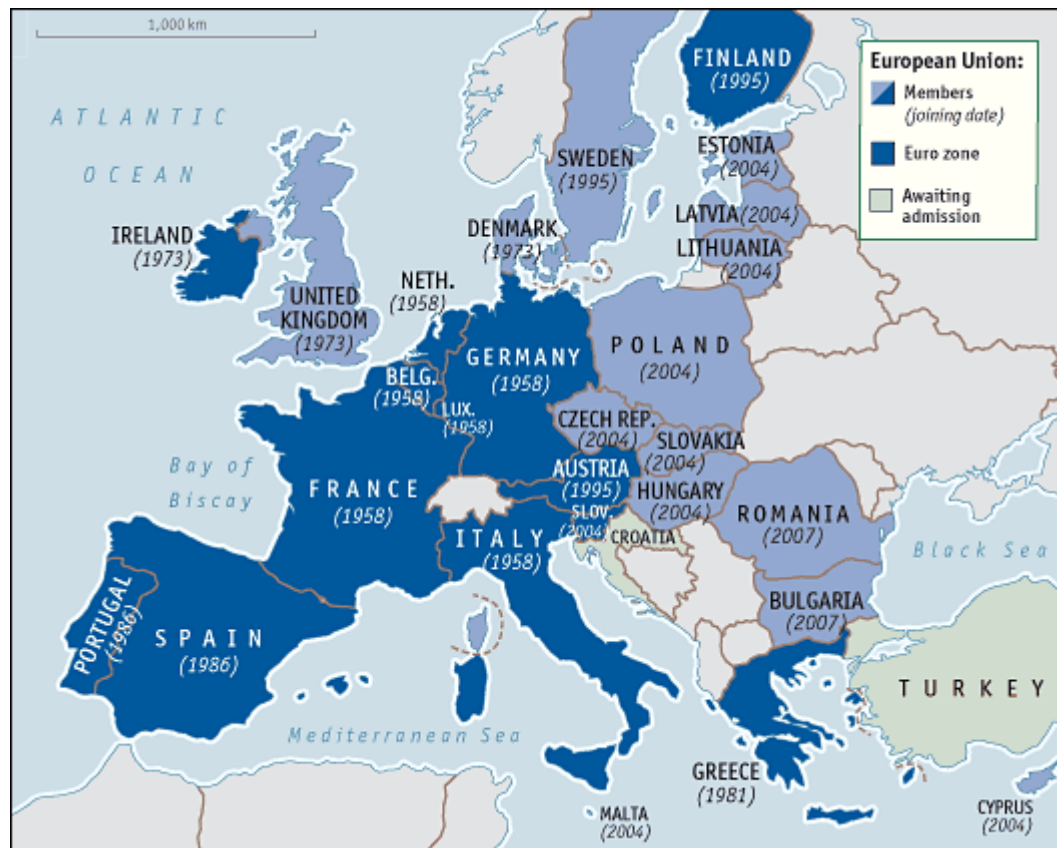 1,000 km
FINLAND
(1995)
European Union:
Members
(joining date)
Euro zone
Awaiting
admission
ATLANTIC
OCEAN
SWEDEN
(1995)
ESTONIA
(2004)
LATVIA (2004)
LITHUANIA
(2004)
IRELAND
(1973)
DENMARK
(1973)
NETH.
(1958)
UNITED
KINGDOM
(1973)
GERMANY
(1958)
POLAND
(2004)
BELG.
(1958)
LUX.
(1958)
CZECH REP.
(2004)
SLOVAKIA
(2004)
Bay of
Biscay
FRANCE
(1958)
AUSTRIA
(1995)
HUNGARY
(2004)
SLOV.
(2004)
CROATIA
ITALY
(1958)
ROMANIA
(2007)
Black Sea
PORTUGAL
(1986)
SPAIN
(1986)
BULGARIA
(2007)
TURKEY
Mediterranean Sea
GREECE
(1981)
MALTA
(2004)
CYPRUS
(2004)